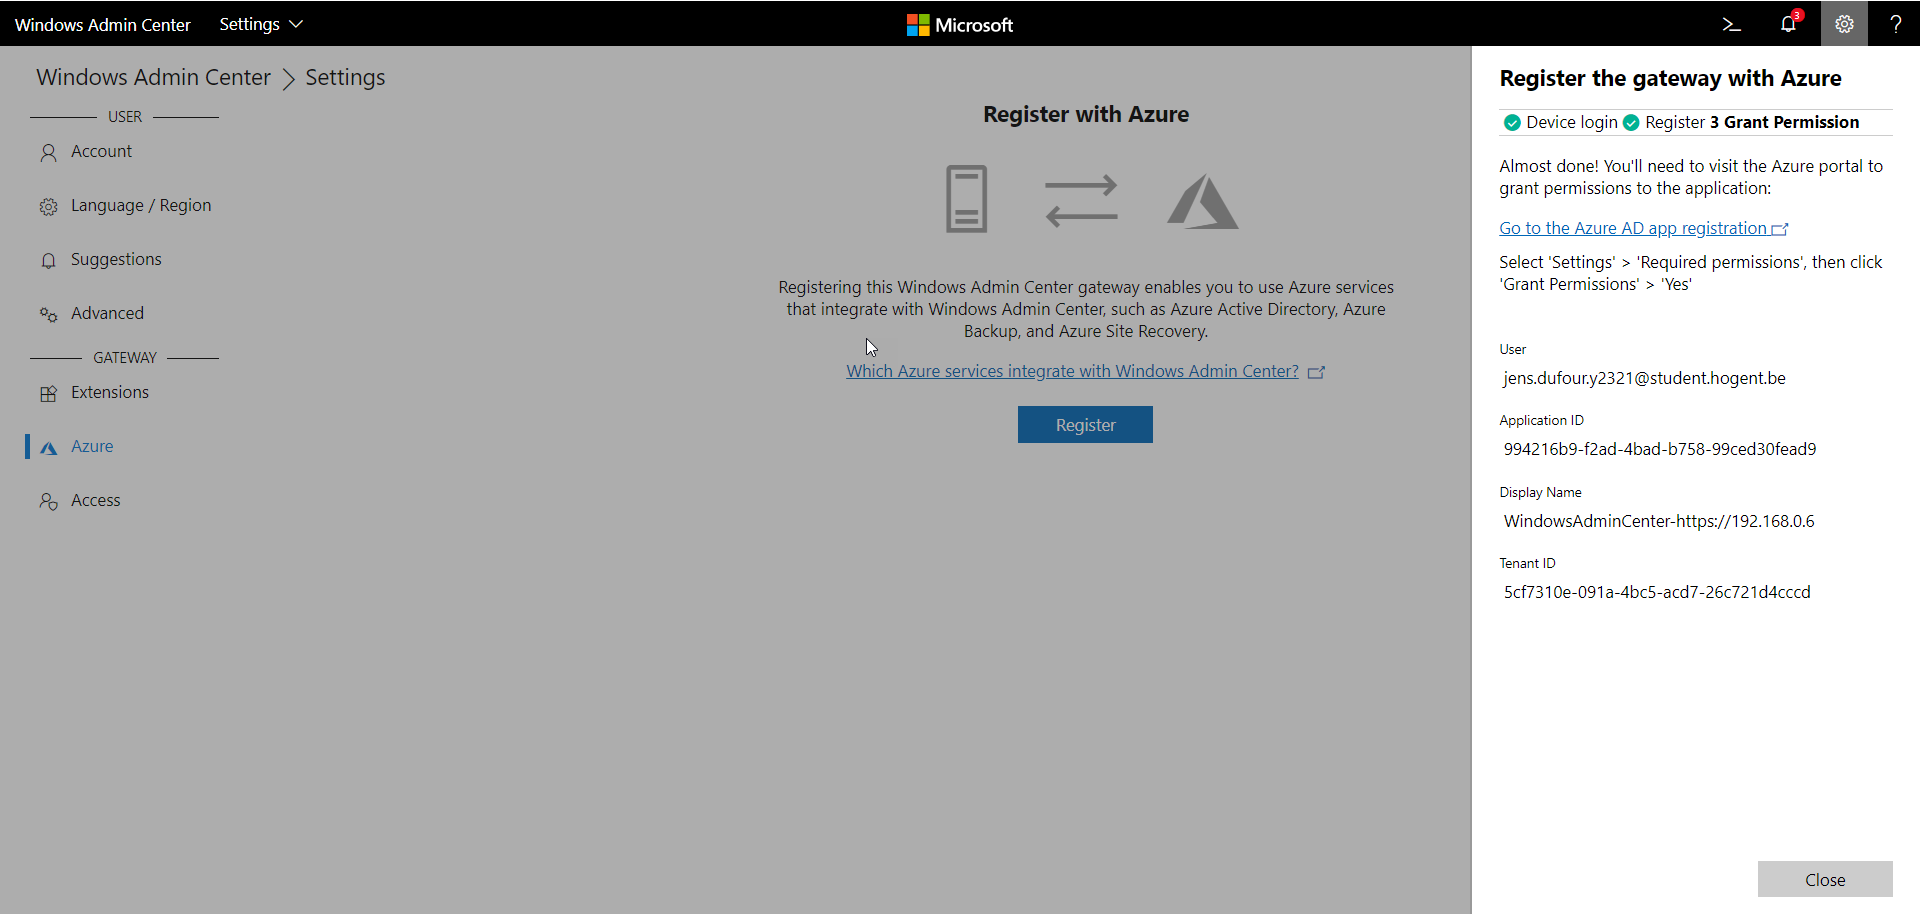 Windows Admin Center
Settings
Microsoft
3
?
Windows Admin Center > Settings
USER
Account
Language / Region
Suggestions
Advanced
GATEWAY
Extensions
Azure
Access
Register with Azure
Registering this Windows Admin Center gateway enables you to use Azure services
that integrate with Windows Admin Center, such as Azure Active Directory, Azure
Backup, and Azure Site Recovery.
Which Azure services integrate with Windows Admin Center?
Register
Register the gateway with Azure
Device login Register 3 Grant Permission
Almost done! You'll need to visit the Azure portal to
grant permissions to the application:
Go to the Azure AD app registration
Select 'Settings' > 'Required permissions', then click
'Grant Permissions' > 'Yes'
User
jens.dufour.y2321@student.hogent.be
Application ID
994216b9-f2ad-4bad-b758-99ced30fead9
Display Name
WindowsAdminCenter-https://192.168.0.6
Tenant ID
5cf7310e-091a-4bc5-acd7-26c721d4cccd
Close